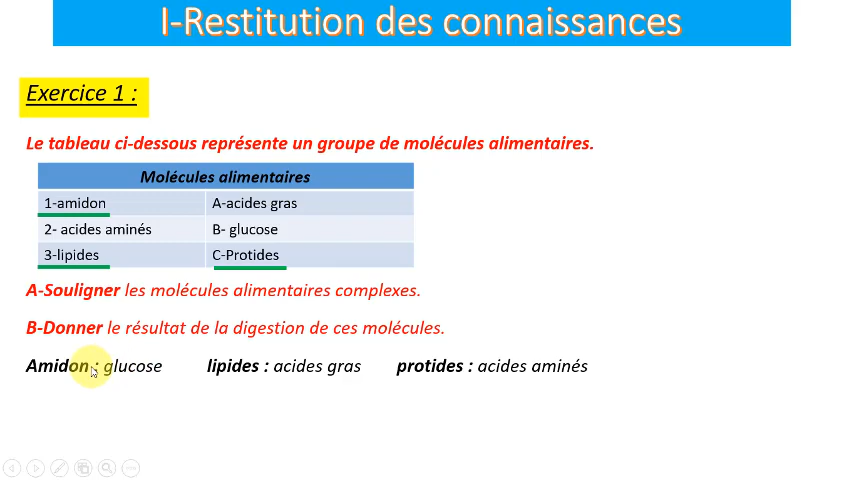 I-Restitution des connaissances
Exercice 1 :
Le tableau ci-dessous représente un groupe de molécules alimentaires.
Molécules alimentaires
1-amidon A-acides gras
2- acides aminés B- glucose
3-lipides C-Protides
A-Souligner les molécules alimentaires complexes.
B-Donner le résultat de la digestion de ces molécules.
Amidon : glucose lipides : acides gras protides : acides aminés